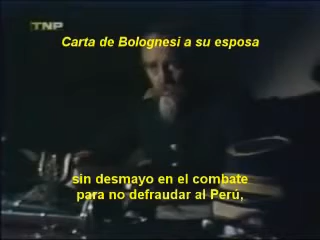 TNP
Carta de Bolognesi a su esposa
sin desmayo en el combate
para no defraudar al Perú,